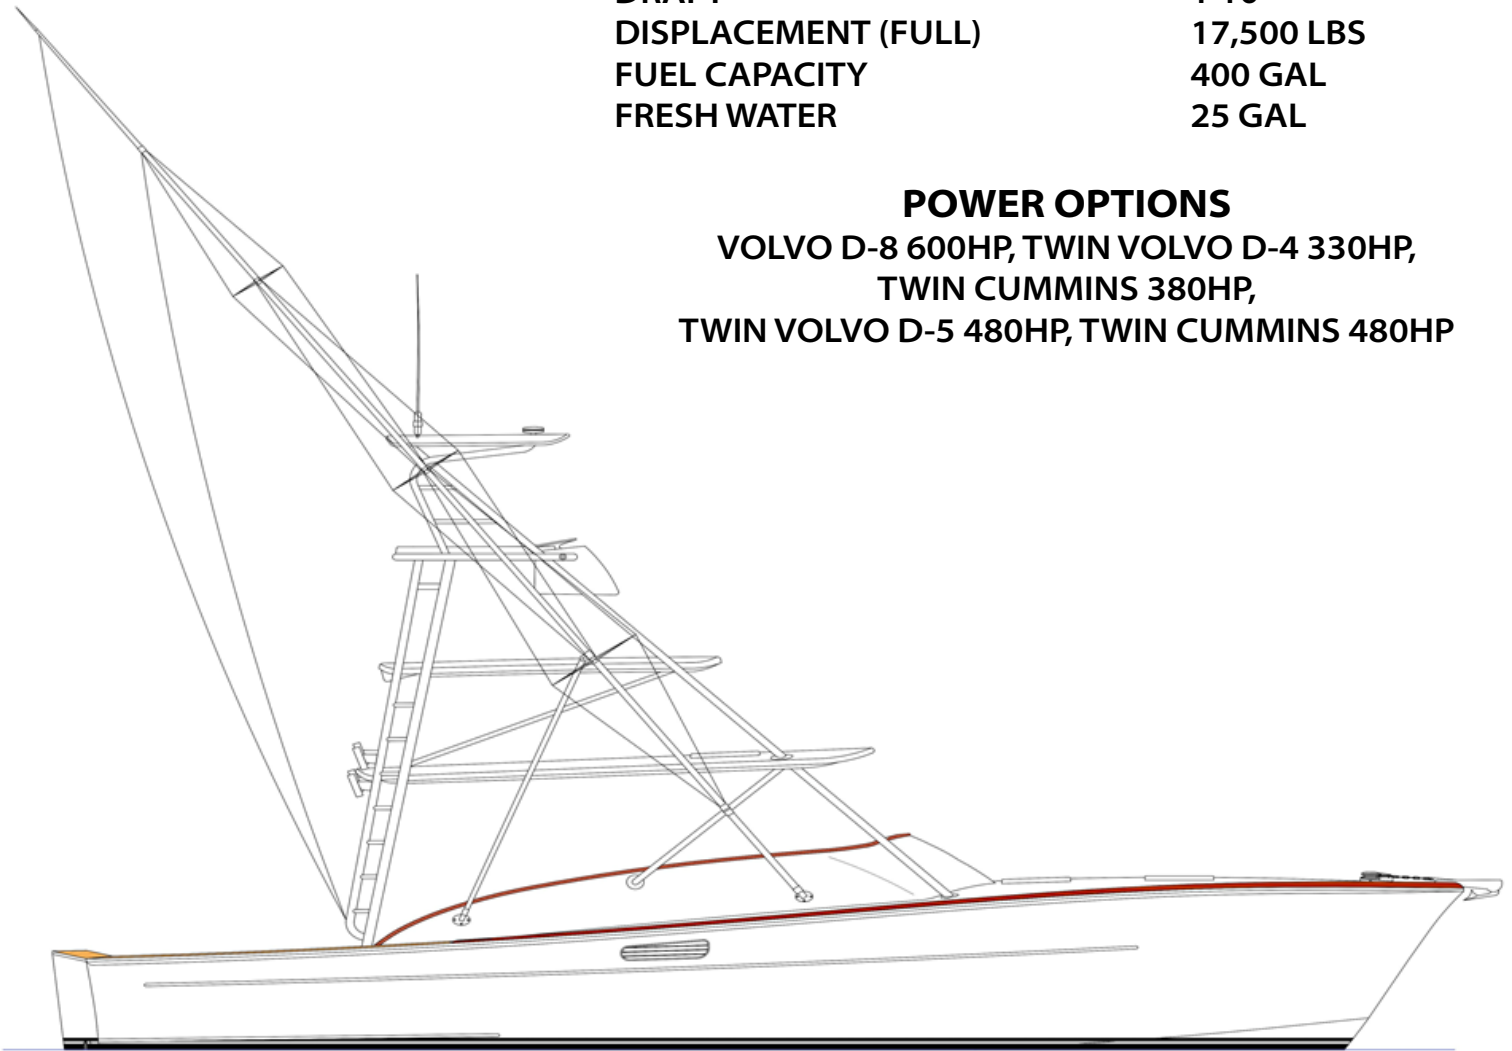 DRAFT
DISPLACEMENT (FULL) 17,500 LBS
FUEL CAPACITY 400 GAL
FRESH WATER 25 GAL
POWER OPTIONS
VOLVO D-8 600HP, TWIN VOLVO D-4 330HP,
TWIN CUMMINS 380HP,
TWIN VOLVO D-5 480HP, TWIN CUMMINS 480HP